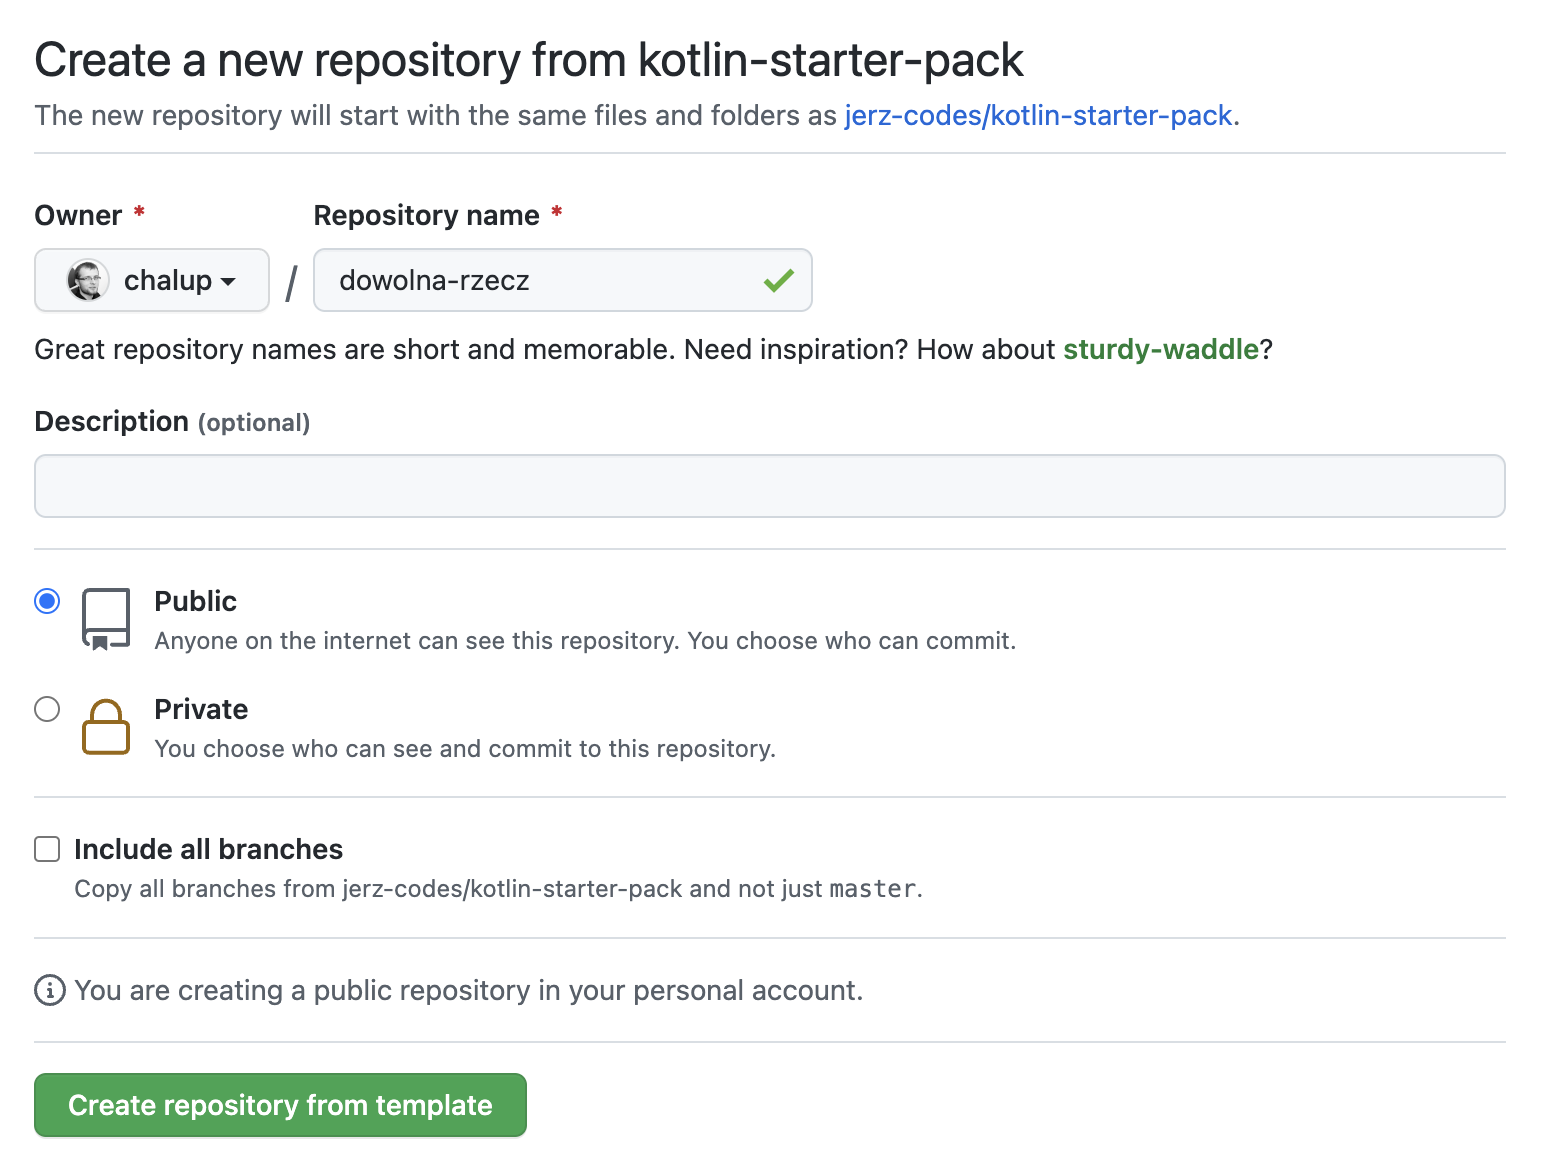 Create a new repository from kotlin-starter-pack
The new repository will start with the same files and folders as jerz-codes/kotlin-starter-pack.
Owner * Repository name *
chalup / dowolna-rzecz
Great repository names are short and memorable. Need inspiration? How about sturdy-waddle?
Description (optional)
Public
Anyone on the internet can see this repository. You choose who can commit.
Private
You choose who can see and commit to this repository.
Include all branches
Copy all branches from jerz-codes/kotlin-starter-pack and not just master.
You are creating a public repository in your personal account.
Create repository from template